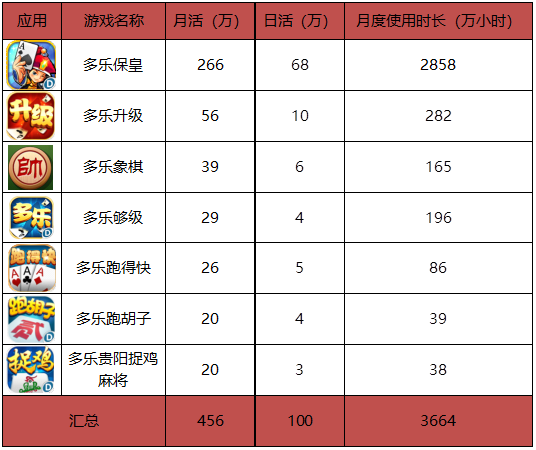 应用 游戏名称 月活（万） 日活（万） 月度使用时长（万小时）
A D 多乐保皇 266 68 2858
升级 多乐升级 56 10 282
帥 多乐象棋 39 6 165
多乐 D 多乐够级 29 4 196
跑得快 A A A 多乐跑得快 26 5 86
跑胡子 贰 D 多乐跑胡子 20 4 39
捉鸡 D 多乐贵阳捉鸡
麻将 20 3 38
汇总 456 100 3664